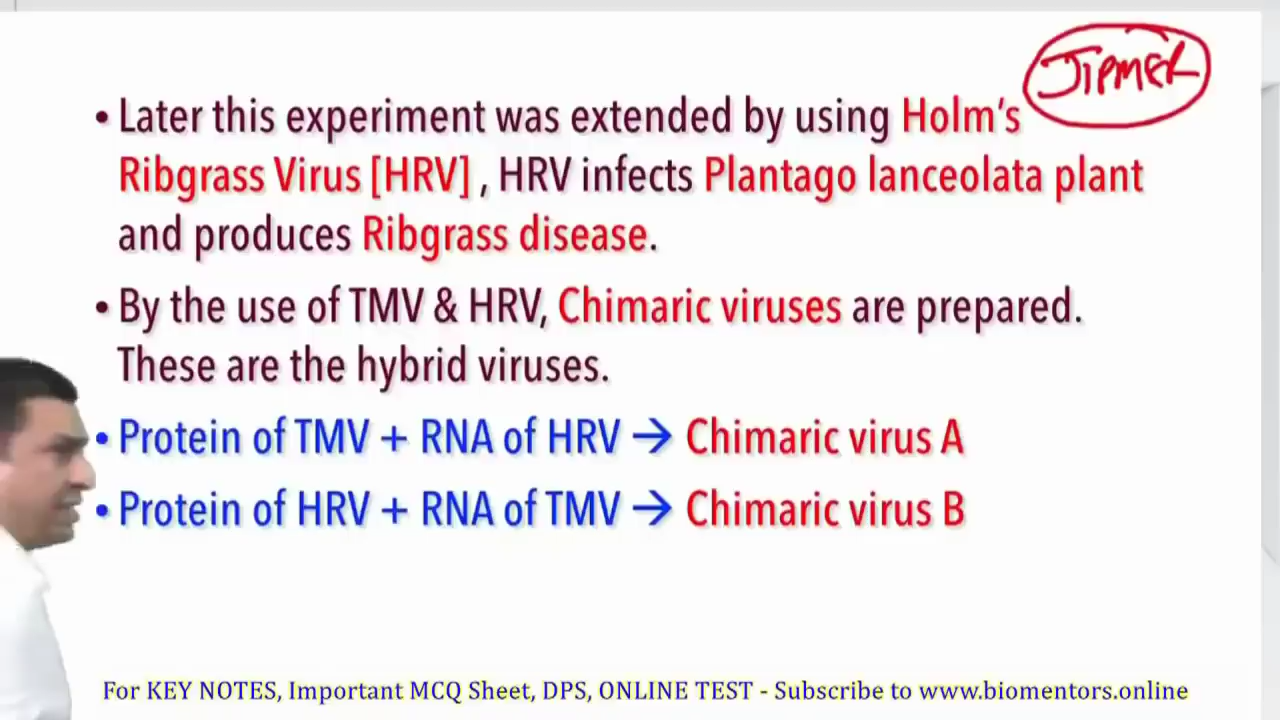 JIPMER
• Later this experiment was extended by using Holm's
Ribgrass Virus [HRV] , HRV infects Plantago lanceolata plant
and produces Ribgrass disease.
• By the use of TMV & HRV, Chimaric viruses are prepared.
These are the hybrid viruses.
• Protein of TMV + RNA of HRV → Chimaric virus A
• Protein of HRV + RNA of TMV → Chimaric virus B
For KEY NOTES, Important MCQ Sheet, DPS, ONLINE TEST - Subscribe to www.biomentors.online